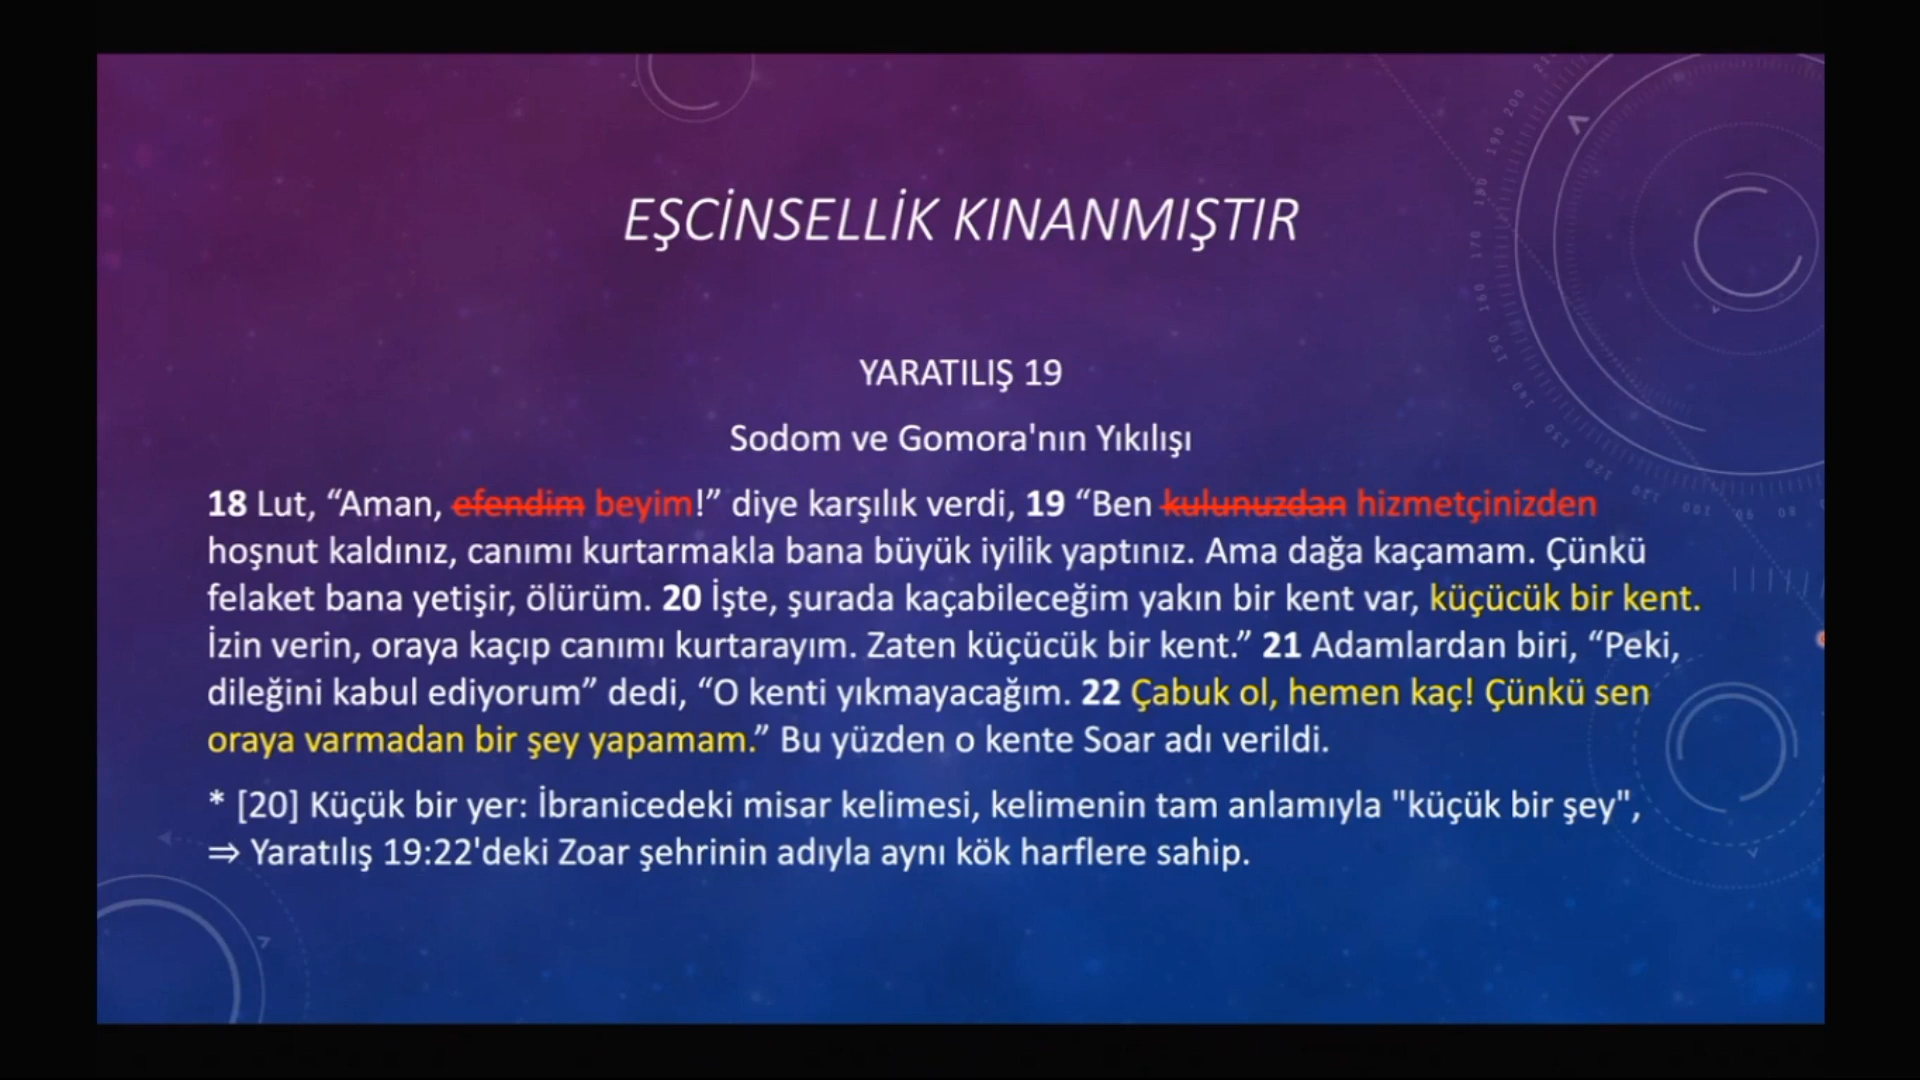 EŞCİNSELLİK KINANMIŞTIR
YARATILIŞ 19
Sodom ve Gomora'nın Yıkılışı
18 Lut, “Aman, efendim beyim!” diye karşılık verdi, 19 “Ben kulunuzdan hizmetçinizden
hoşnut kaldınız, canımı kurtarmakla bana büyük iyilik yaptınız. Ama dağa kaçamam. Çünkü
felaket bana yetişir, ölürüm. 20 İşte, şurada kaçabileceğim yakın bir kent var, küçücük bir kent.
İzin verin, oraya kaçıp canımı kurtarayım. Zaten küçücük bir kent.” 21 Adamlardan biri, “Peki,
dileğini kabul ediyorum” dedi, “O kenti yıkmayacağım. 22 Çabuk ol, hemen kaç! Çünkü sen
oraya varmadan bir şey yapamam.” Bu yüzden o kente Soar adı verildi.
* [20] Küçük bir yer: İbranicedeki misar kelimesi, kelimenin tam anlamıyla "küçük bir şey",
⇒ Yaratılış 19:22'deki Zoar şehrinin adıyla aynı kök harflere sahip.